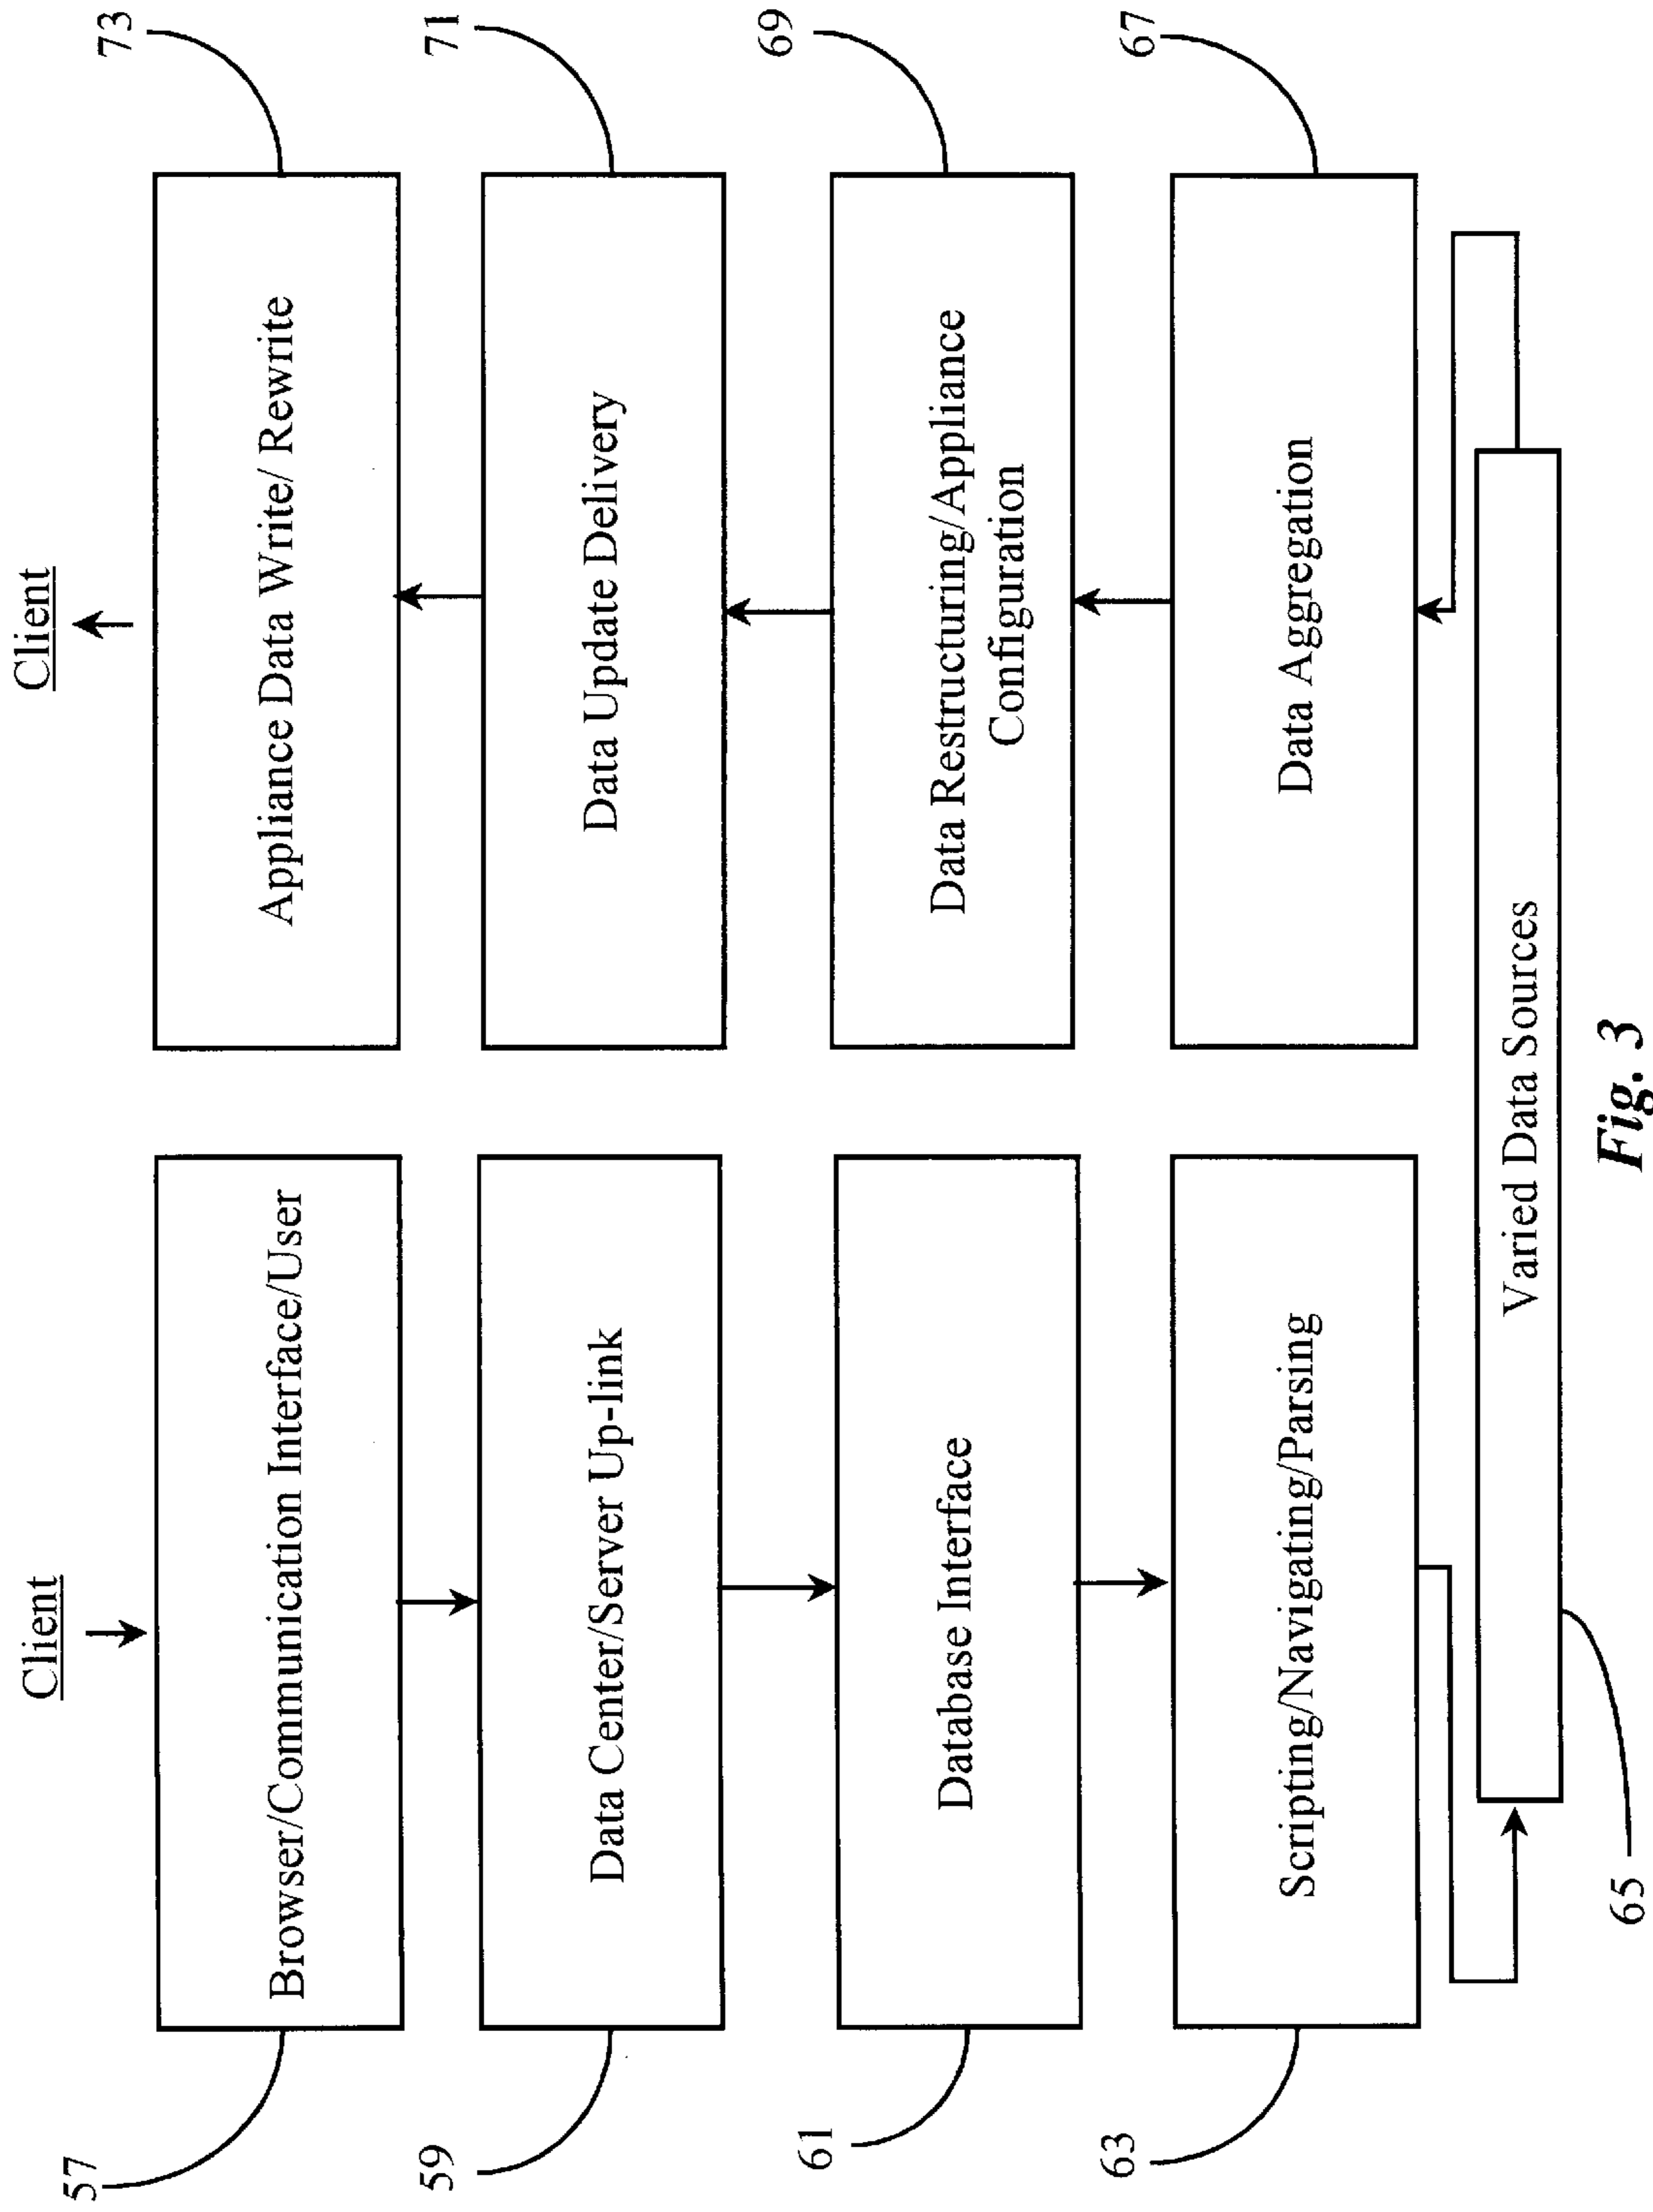 Client
Client
57
Browser/Communication Interface/User
Appliance Data Write/ Rewrite
73
59
Data Center/Server Up-link
Data Update Delivery
71
61
Database Interface
Data Restructuring/Appliance
Configuration
69
63
Scripting/Navigating/Parsing
Data Aggregation
67
Varied Data Sources
65
Fig. 3